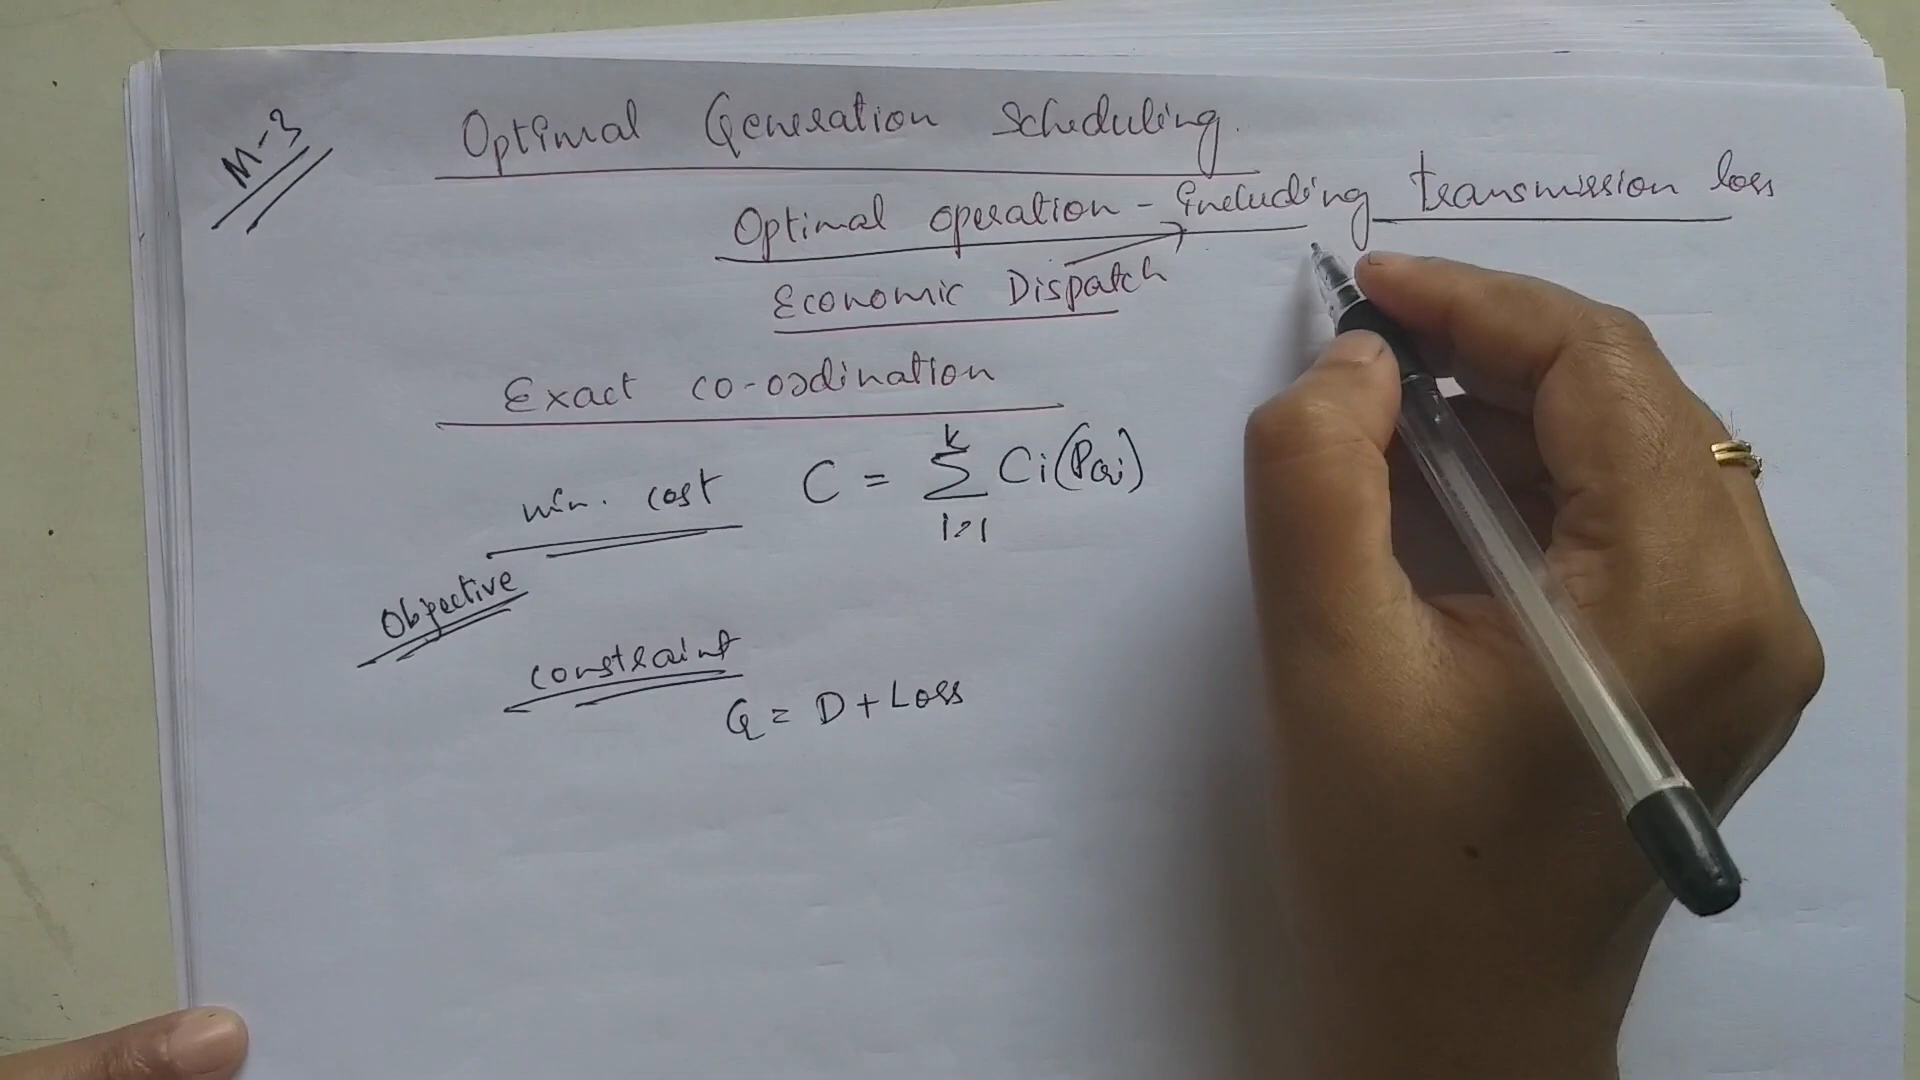 M-3
Optimal Generation Scheduling.
Optimal operation - including transmission loss
Economic Dispatch
Exact co-ordination
min. cost C = Σ Ci(PGi)
k
i=1
Objective
constraint
G = D + Loss